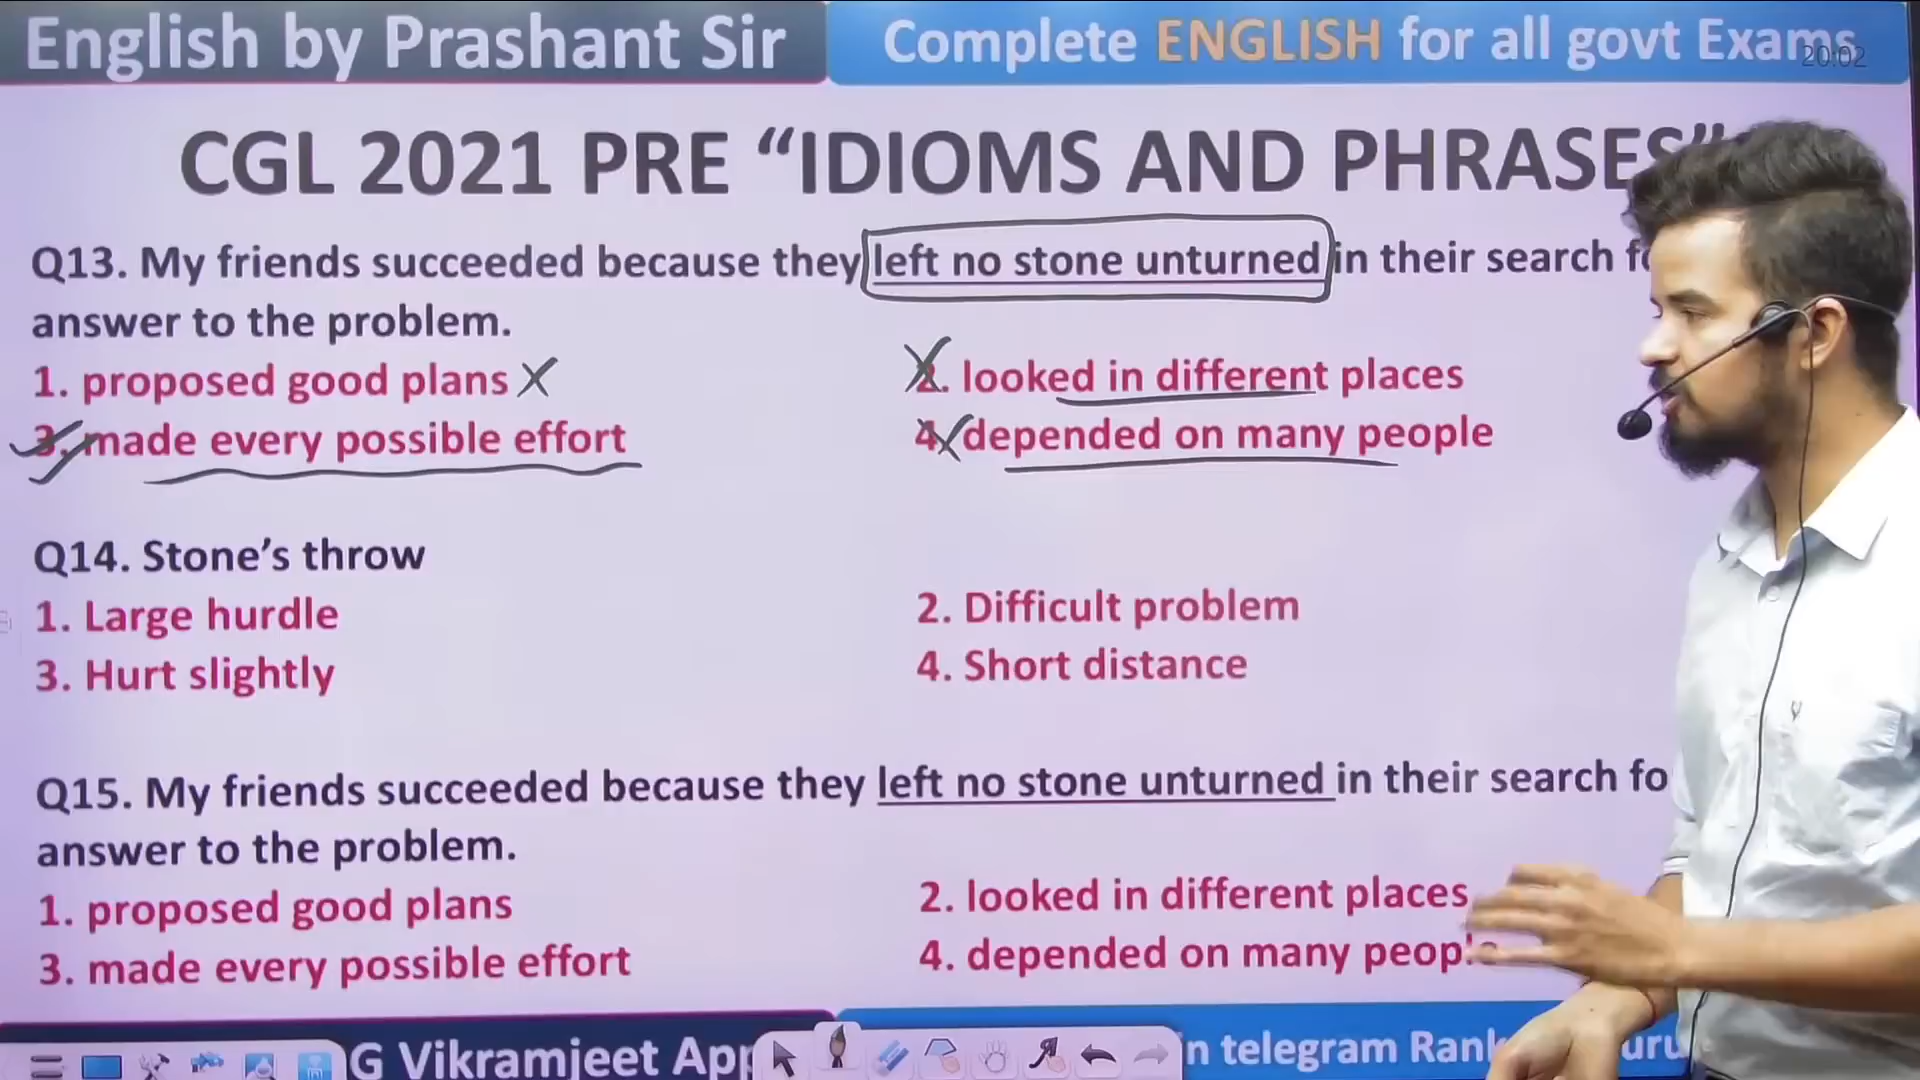 English by Prashant Sir
Complete ENGLISH for all govt Exams
20:02
CGL 2021 PRE “IDIOMS AND PHRASES”
Q13. My friends succeeded because they left no stone unturned in their search
answer to the problem.
1. proposed good plans
2. looked in different places
3. made every possible effort
4. depended on many people
Q14. Stone’s throw
1. Large hurdle
2. Difficult problem
3. Hurt slightly
4. Short distance
Q15. My friends succeeded because they left no stone unturned in their search
answer to the problem.
1. proposed good plans
2. looked in different places
3. made every possible effort
4. depended on many people
G Vikramjeet App
telegram